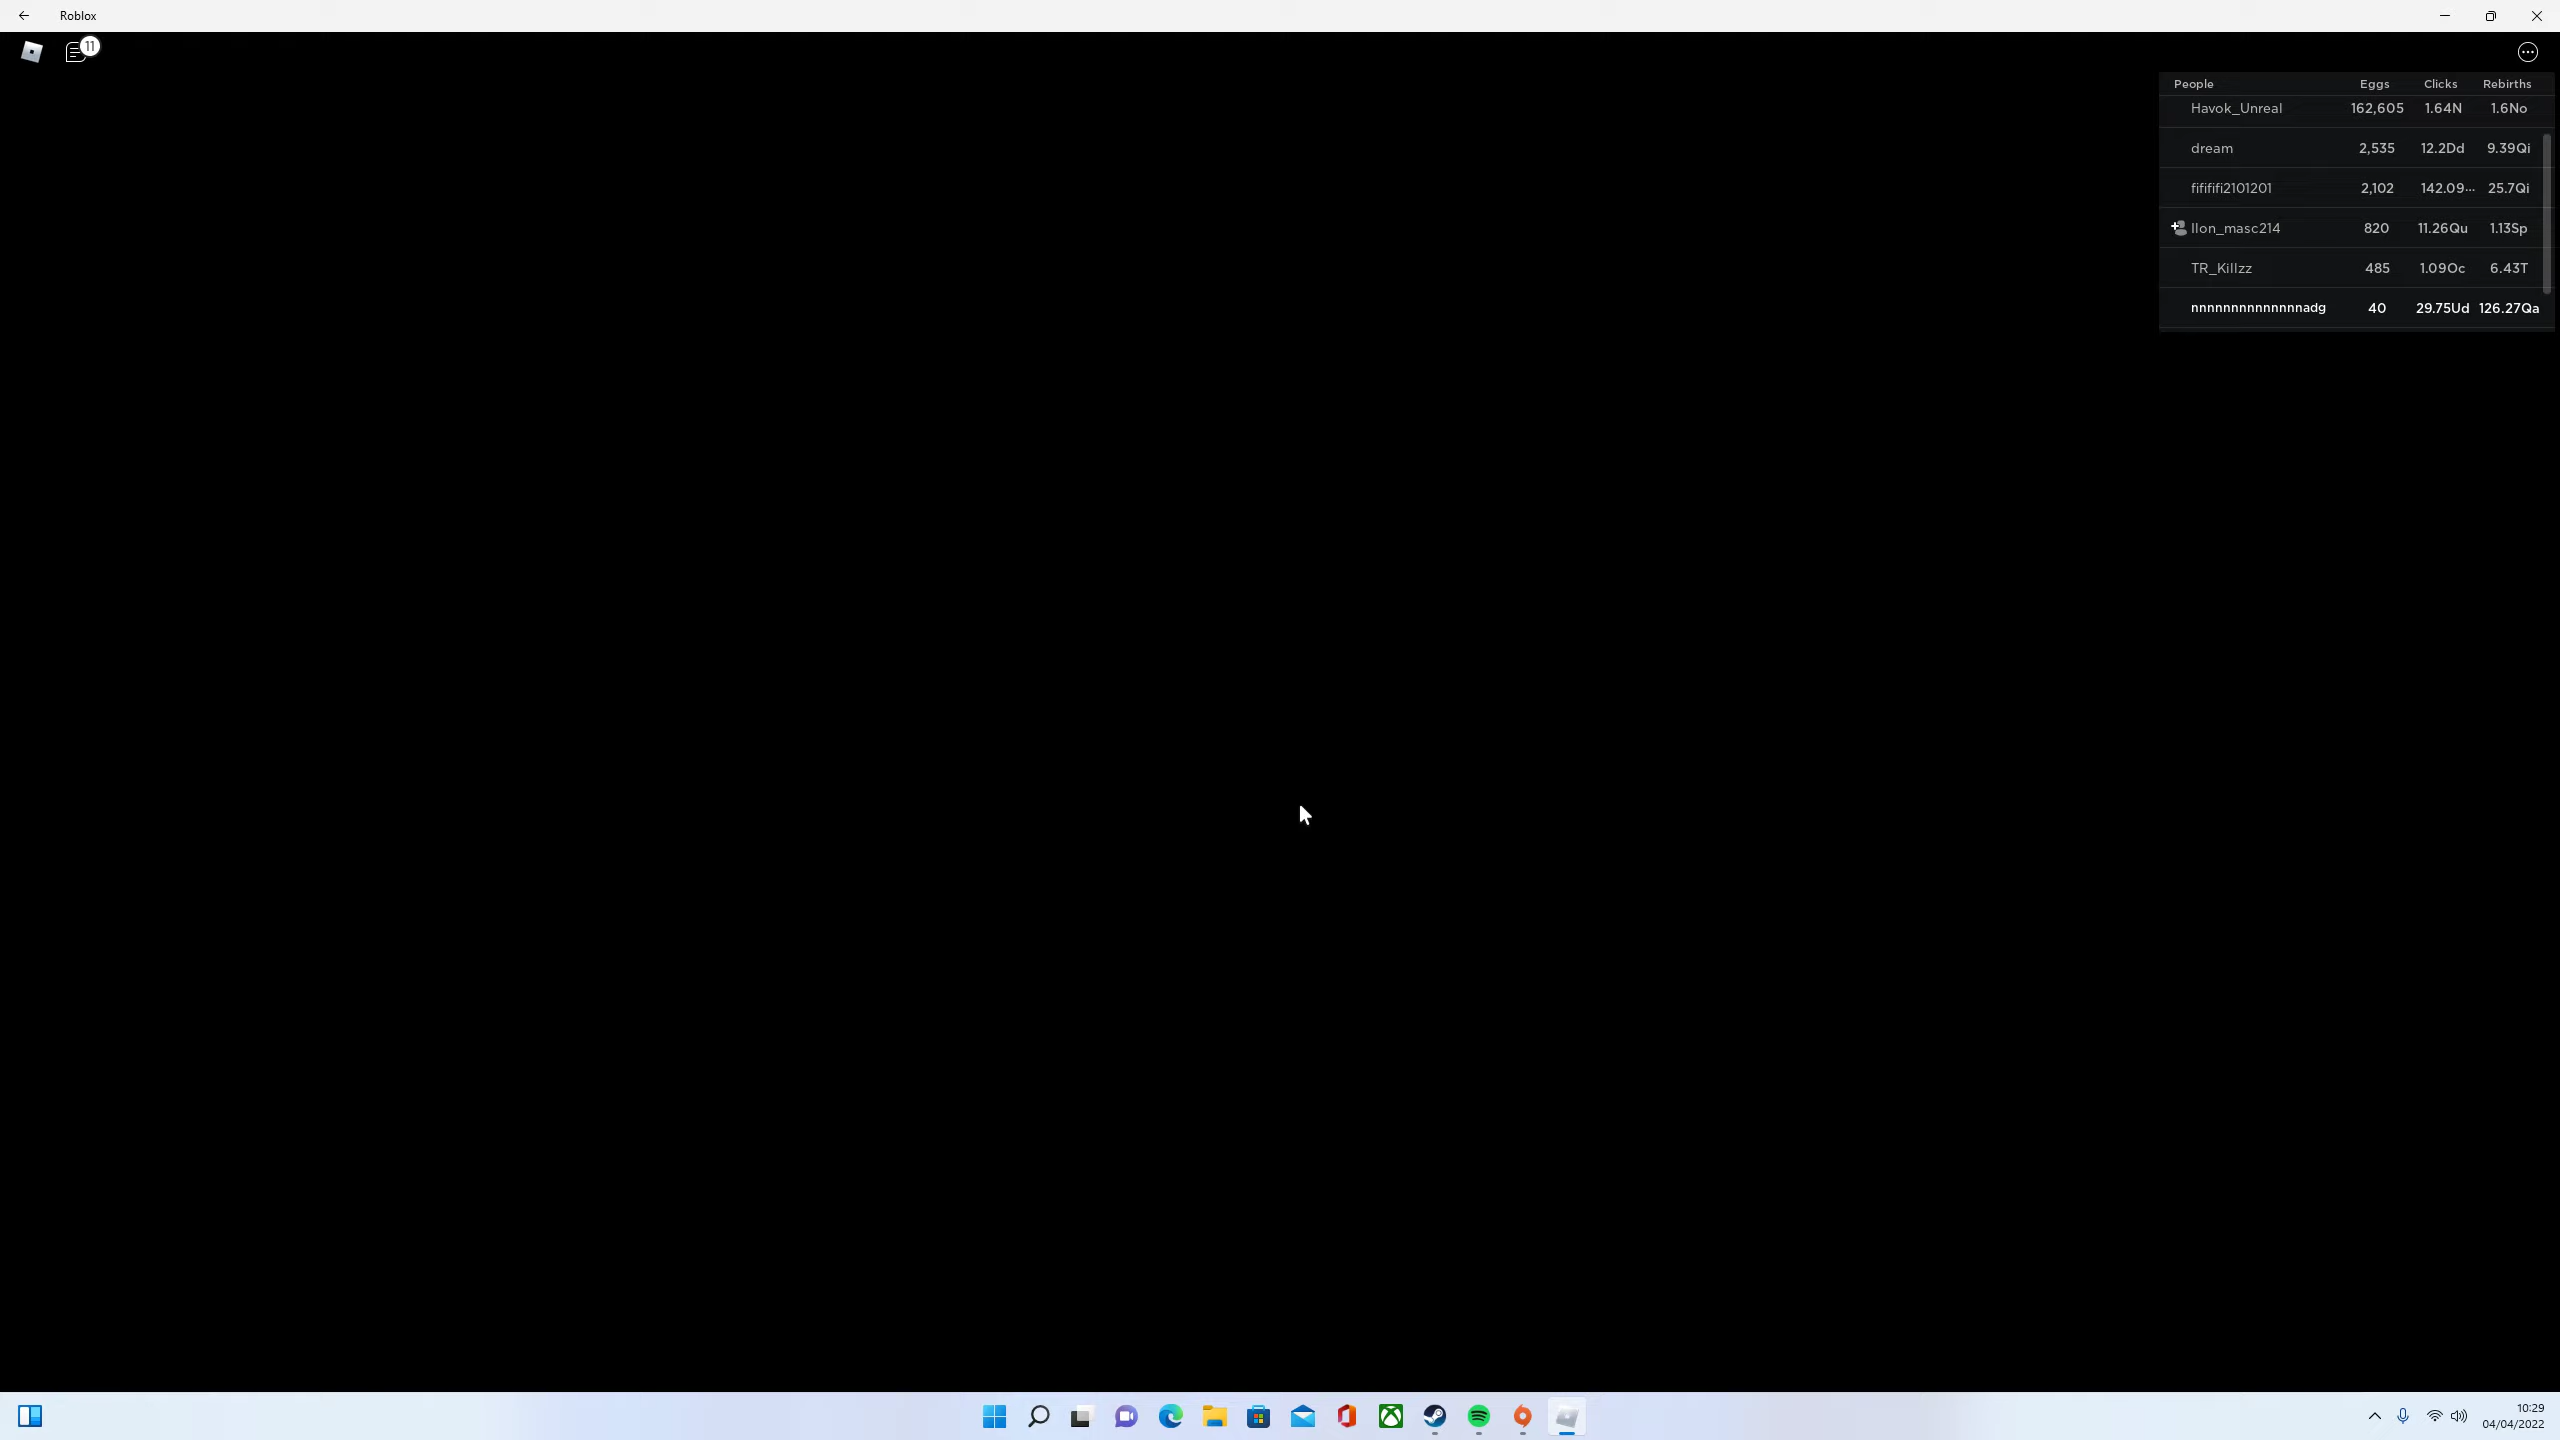 Roblox
11
People Eggs Clicks Rebirths
Havok_Unreal 162,605 1.64N 1.6No
dream 2,535 12.2Dd 9.39Qi
fifififi2101201 2,102 142.09... 25.7Qi
Ilon_masc214 820 11.26Qu 1.13Sp
TR_Killzz 485 1.09Oc 6.43T
nnnnnnnnnnnnnnadg 40 29.75Ud 126.27Qa
10:29
04/04/2022